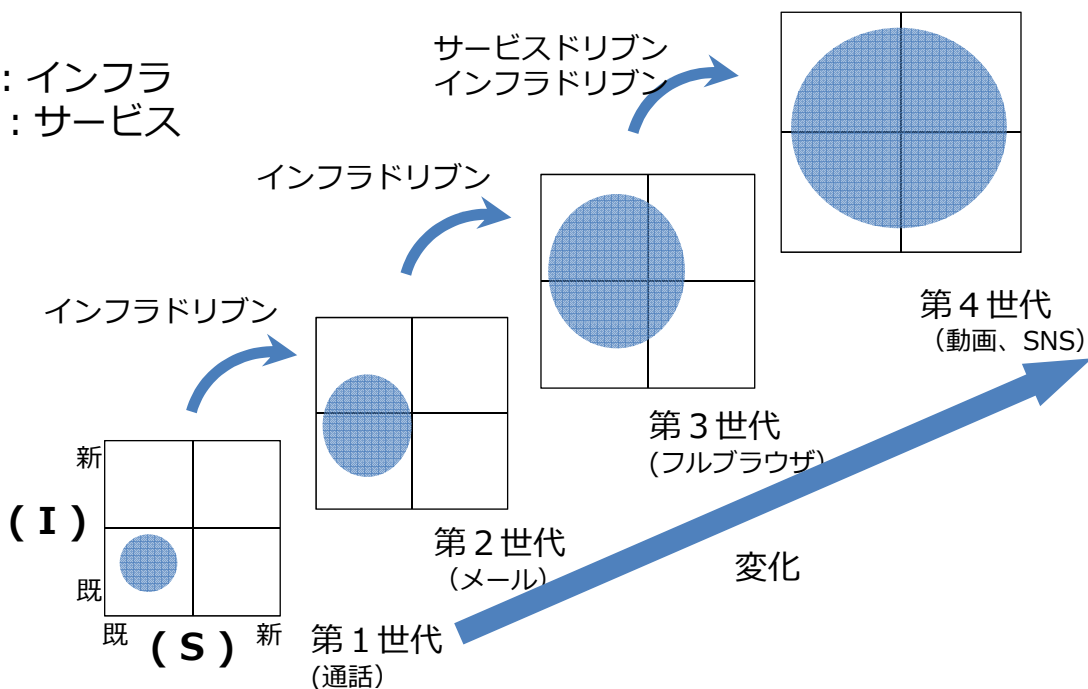 : インフラ
: サービス
サービスドリブン
インフラドリブン
インフラドリブン
インフラドリブン
第４世代
（動画、SNS）
第３世代
(フルブラウザ）
第２世代
（メール）
変化
新
（Ｉ）
既
既
（Ｓ）
新
第１世代
(通話）